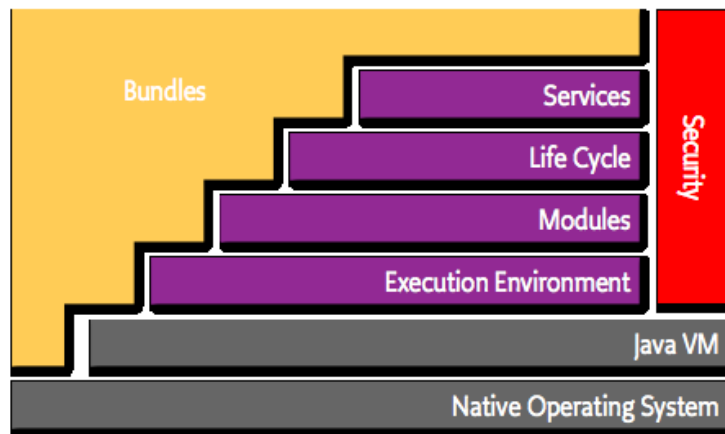 Bundles
Services
Life Cycle
Modules
Execution Environment
Security
Java VM
Native Operating System